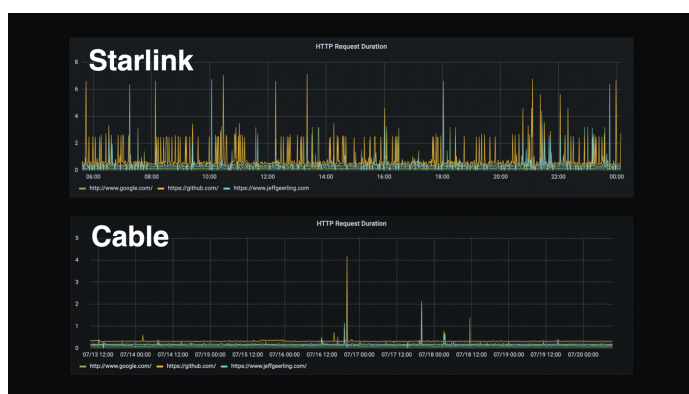 HTTP Request Duration
Starlink
8
6
4
2
0
06:00 08:00 10:00 12:00 14:00 16:00 18:00 20:00 22:00 00:00
http://www.google.com/ https://github.com/ https://www.jeffgeerling.com/
HTTP Request Duration
Cable
5
4
3
2
1
0
07/13 12:00 07/14 00:00 07/14 12:00 07/15 00:00 07/15 12:00 07/16 00:00 07/16 12:00 07/17 00:00 07/17 12:00 07/18 00:00 07/18 12:00 07/19 00:00 07/19 12:00 07/20 00:00
http://www.google.com/ https://github.com/ https://www.jeffgeerling.com/